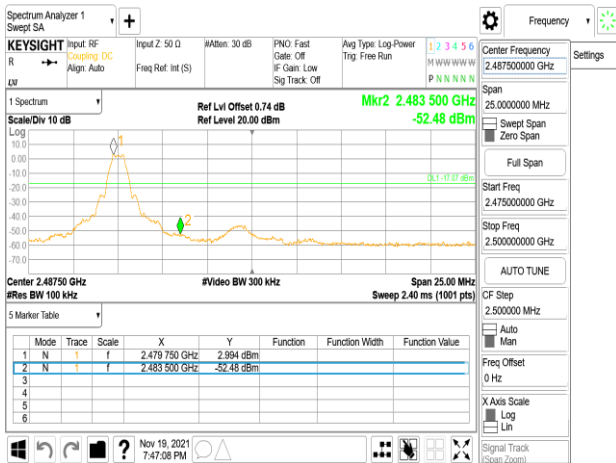 Spectrum Analyzer 1
Swept SA
Frequency
KEYSIGHT
R
Input: RF
Coupling: DC
Align: Auto
Input Z: 50 Ω
Freq Ref: Int (S)
#Atten: 30 dB
PNO: Fast
Gate: Off
IF Gain: Low
Sig Track: Off
Avg Type: Log-Power
Trig: Free Run
1 2 3 4 5 6
M W W W W W
P N N N N N
1 Spectrum
Scale/Div 10 dB
Ref Lvl Offset 0.74 dB
Ref Level 20.00 dBm
Mkr2 2.483 500 GHz
-52.48 dBm
Log
10.0
0.00
-10.0
-20.0
-30.0
-40.0
-50.0
-60.0
-70.0
1
2
DL1 -17.07 dBm
Center 2.48750 GHz
#Res BW 100 kHz
#Video BW 300 kHz
Span 25.00 MHz
Sweep 2.40 ms (1001 pts)
5 Marker Table
Mode Trace Scale X Y Function Function Width Function Value
1 N 1 f 2.479 750 GHz 2.994 dBm
2 N 1 f 2.483 500 GHz -52.48 dBm
3
4
5
6
Nov 19, 2021
7:47:08 PM
Center Frequency
2.487500000 GHz
Settings
Span
25.0000000 MHz
Swept Span
Zero Span
Full Span
Start Freq
2.475000000 GHz
Stop Freq
2.500000000 GHz
AUTO TUNE
CF Step
2.500000 MHz
Auto
Man
Freq Offset
0 Hz
X Axis Scale
Log
Lin
Signal Track
(Span Zoom)